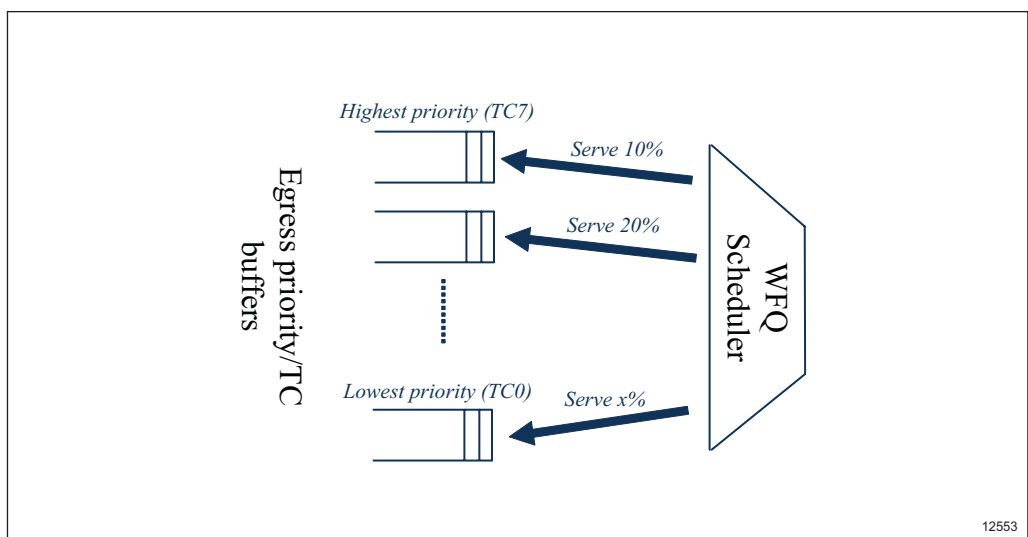 Highest priority (TC7)
Serve 10%
Serve 20%
Egress priority/TC
buffers
WFQ
Scheduler
Lowest priority (TC0)
Serve x%
12553